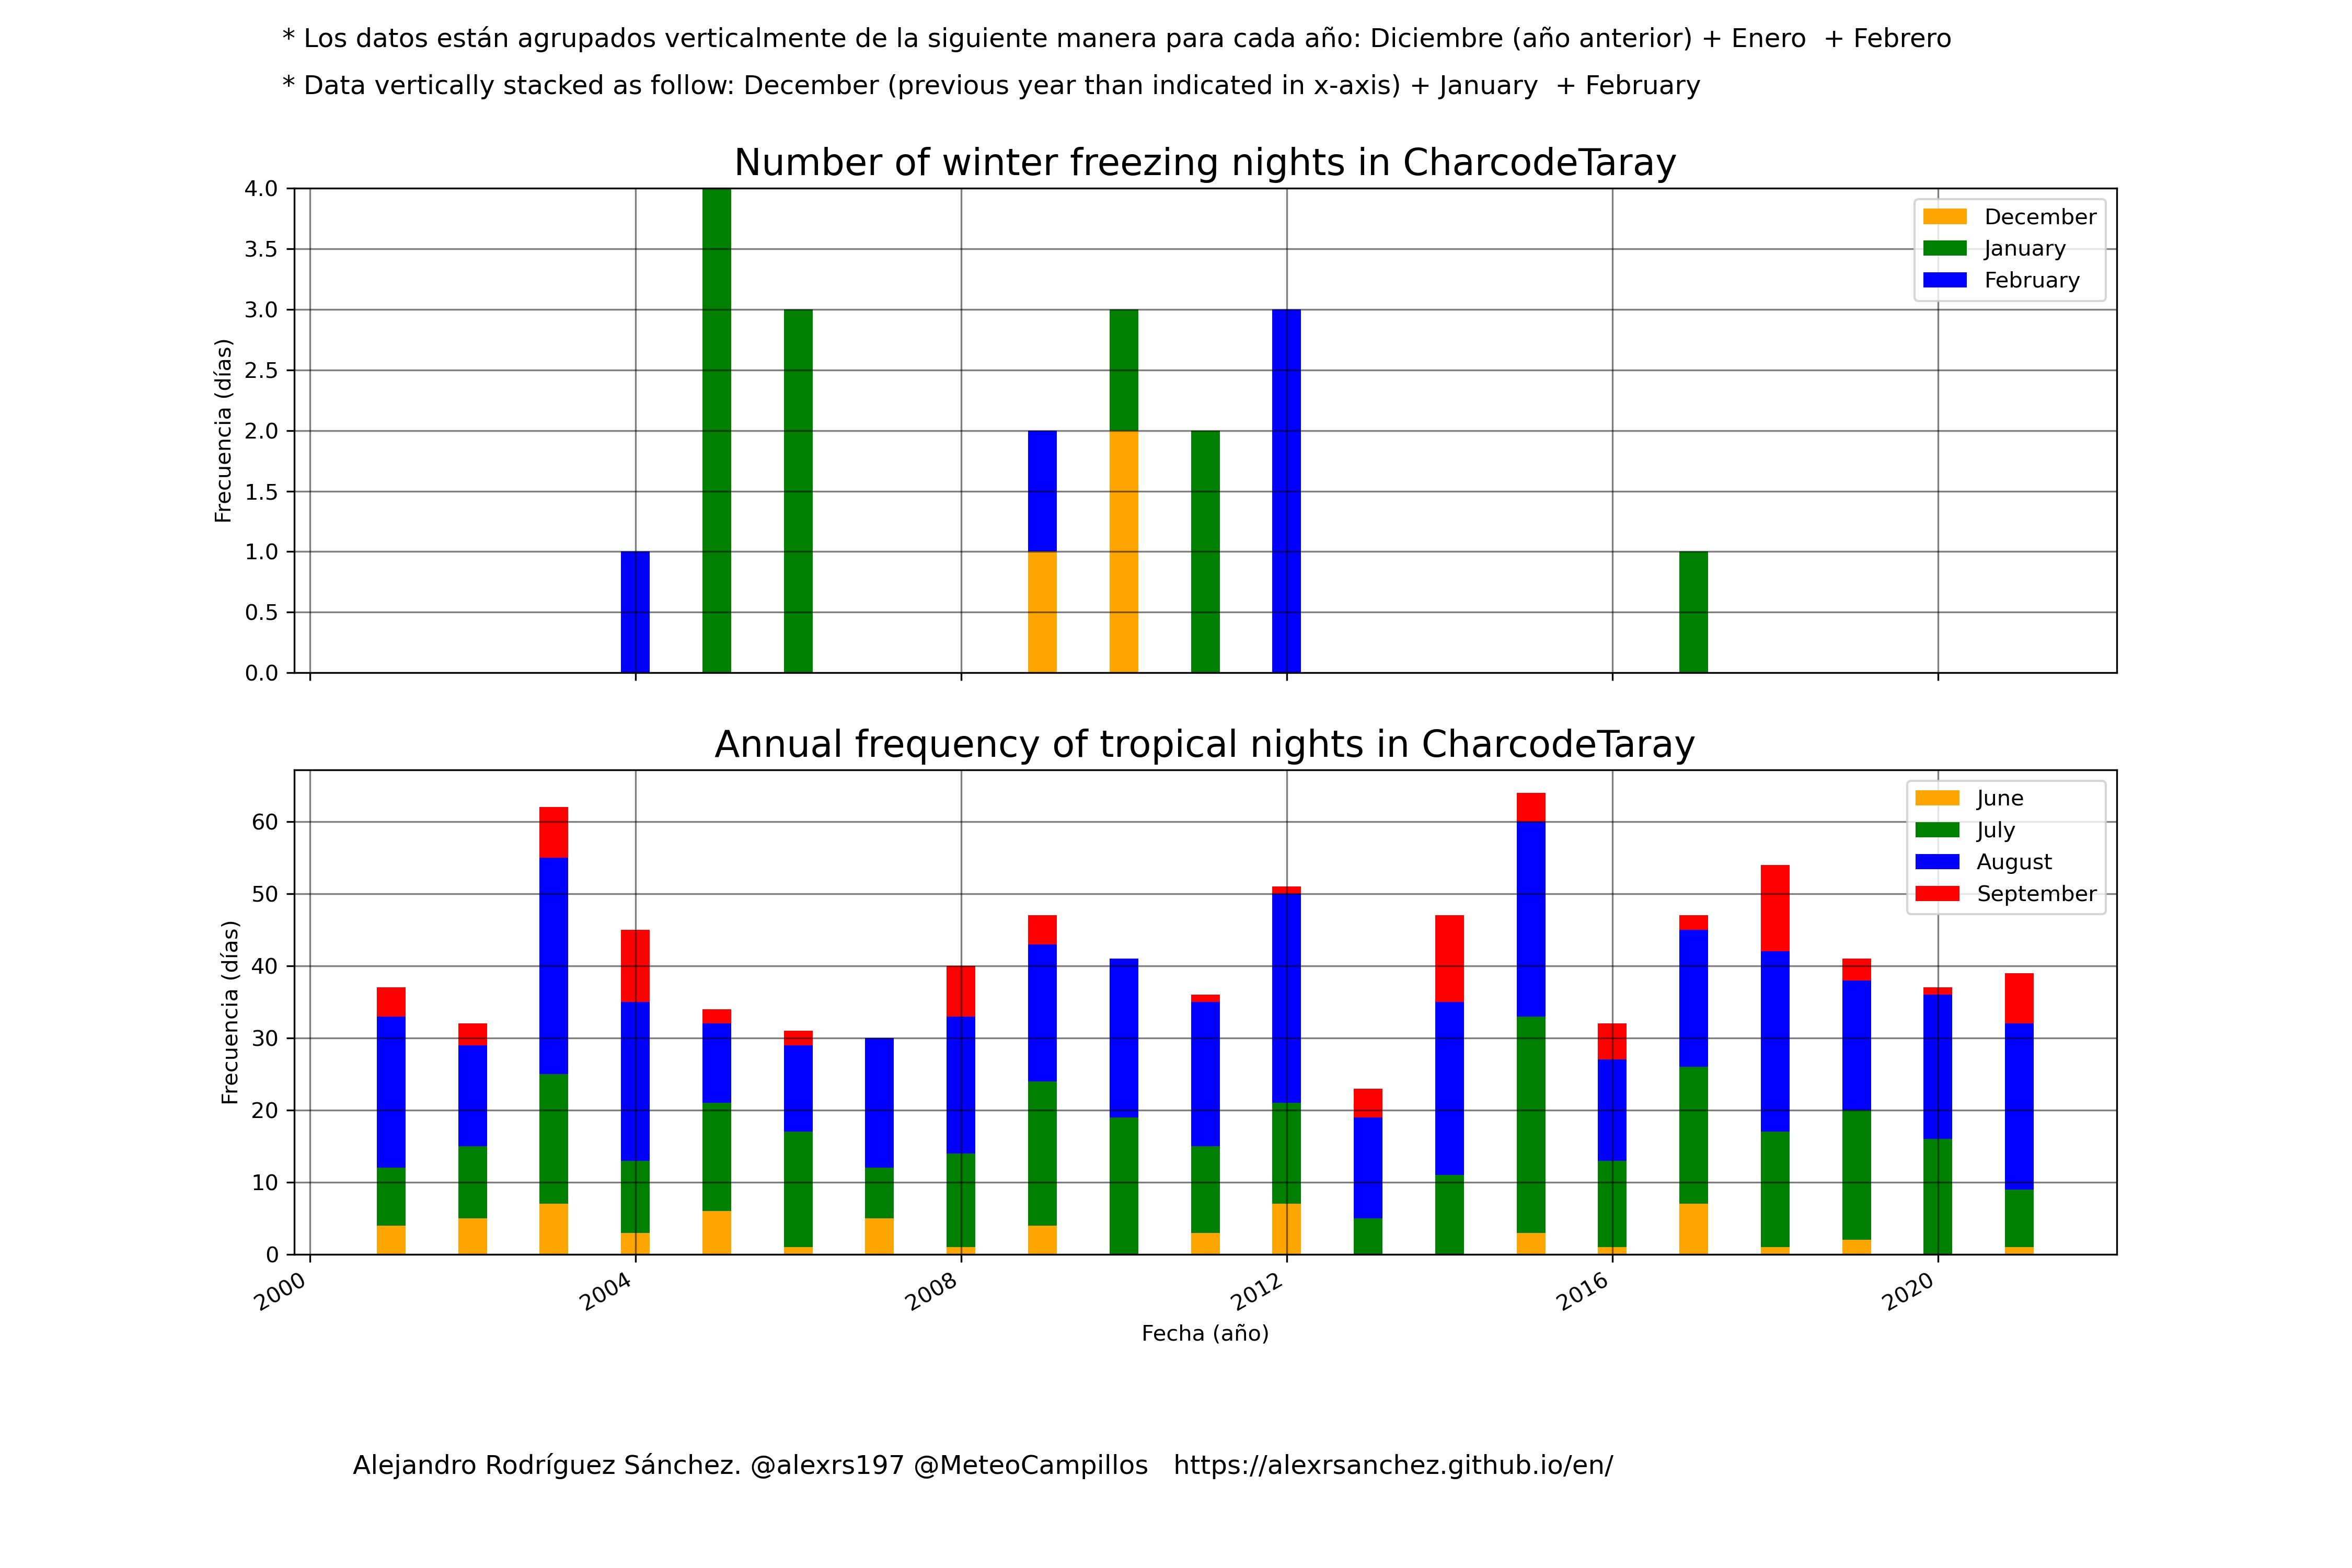 * Los datos están agrupados verticalmente de la siguiente manera para cada año: Diciembre (año anterior) + Enero  + Febrero
* Data vertically stacked as follow: December (previous year than indicated in x-axis) + January  + February
Number of winter freezing nights in CharcodeTaray
4.0
3.5
3.0
2.5
2.0
1.5
1.0
0.5
0.0
Frecuencia (días)
December
January
February
Annual frequency of tropical nights in CharcodeTaray
60
50
40
30
20
10
0
Frecuencia (días)
June
July
August
September
2000
2004
2008
2012
2016
2020
Fecha (año)
Alejandro Rodríguez Sánchez. @alexrs197 @MeteoCampillos   https://alexrsanchez.github.io/en/